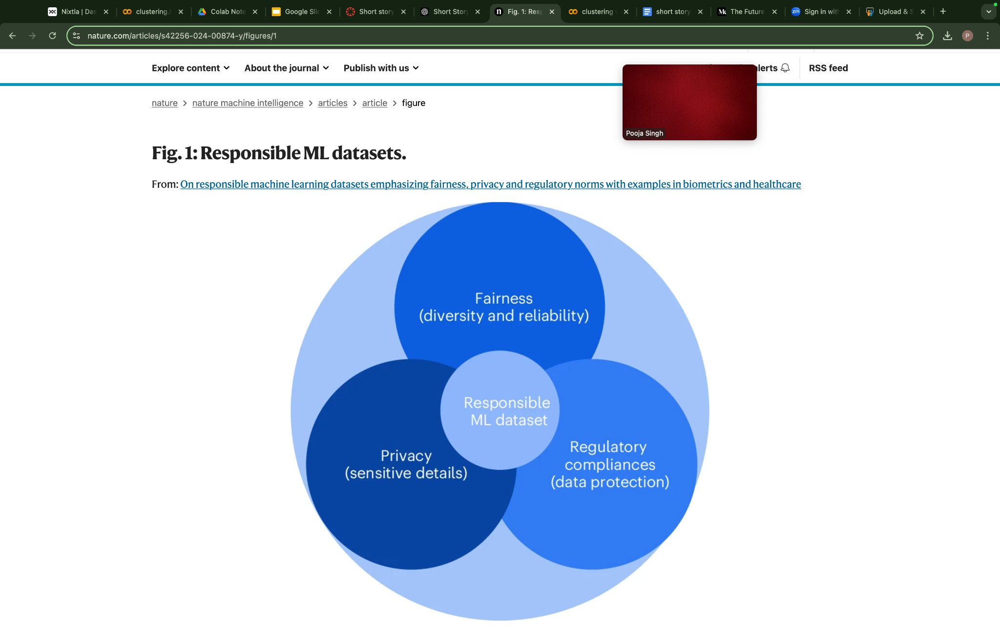 Nixtla | Das
clustering.i
Colab Note
Google Slid
Short story
Short Story
Fig. 1: Resp
clustering
short story
The Future
zm
Sign in with
Upload & S
nature.com/articles/s42256-024-00874-y/figures/1
P
Explore content
About the journal
Publish with us
alerts
RSS feed
Pooja Singh
nature > nature machine intelligence > articles > article > figure
Fig. 1: Responsible ML datasets.
From: On responsible machine learning datasets emphasizing fairness, privacy and regulatory norms with examples in biometrics and healthcare
Fairness
(diversity and reliability)
Responsible
ML dataset
Privacy
(sensitive details)
Regulatory
compliances
(data protection)